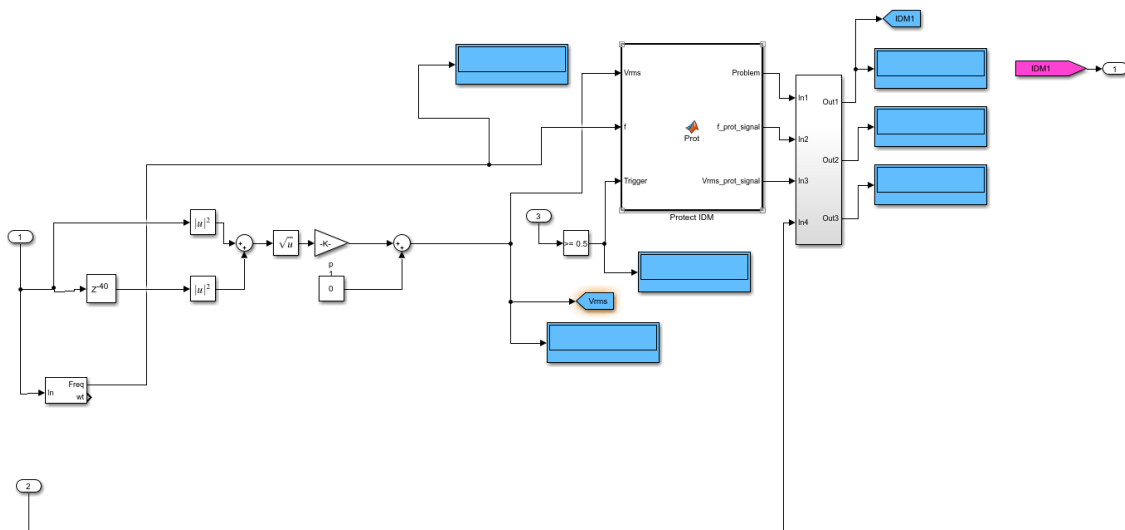 IDM1
Vrms
Problem
IDM1
1
In1
Out1
f
Prot
f_prot_signal
In2
Out2
Trigger
Vrms_prot_signal
In3
Protect IDM
3
In4
Out3
|u|²
1
>= 0.5
√u
-K-
p
1
Z⁻⁴⁰
|u|²
0
Vrms
Freq
In
wt
2